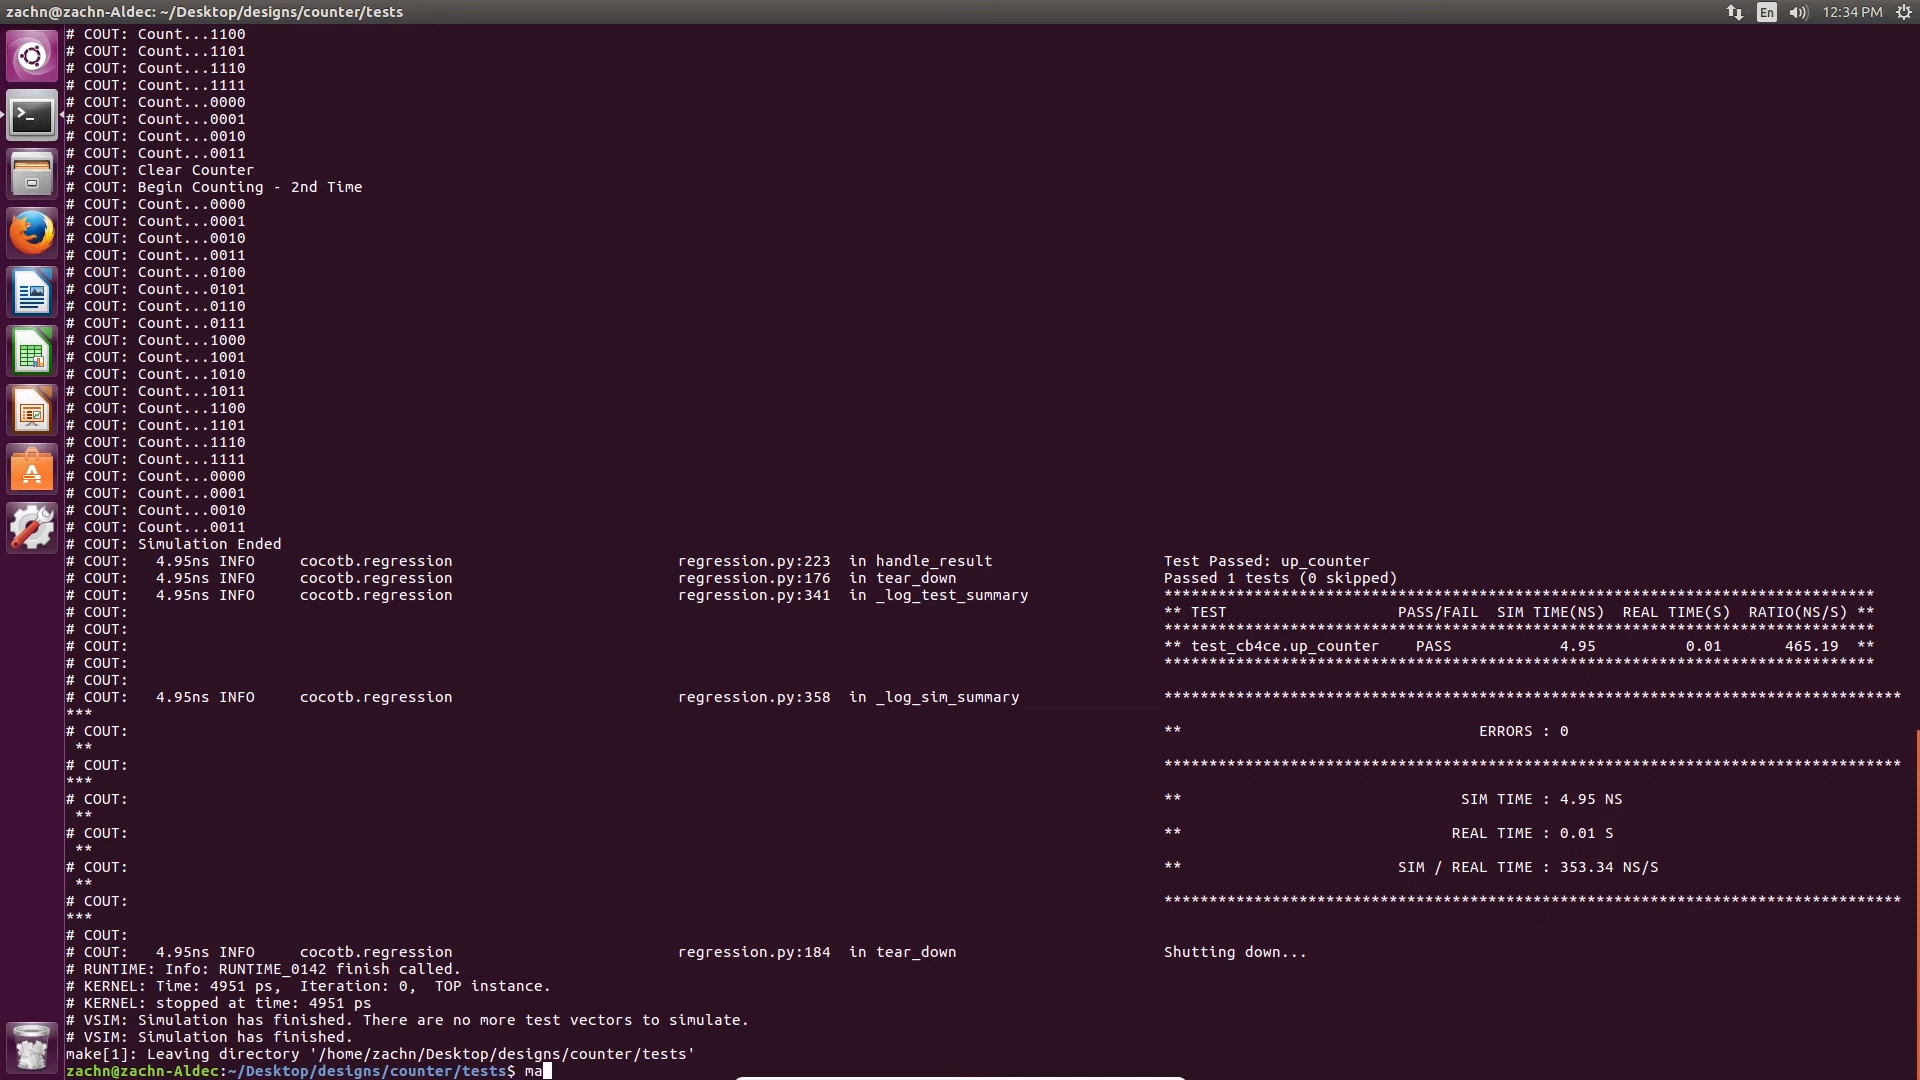 zachn@zachn-Aldec: ~/Desktop/designs/counter/tests En 12:34 PM
# COUT: Count...1100
# COUT: Count...1101
# COUT: Count...1110
# COUT: Count...1111
# COUT: Count...0000
# COUT: Count...0001
# COUT: Count...0010
# COUT: Count...0011
# COUT: Clear Counter
# COUT: Begin Counting - 2nd Time
# COUT: Count...0000
# COUT: Count...0001
# COUT: Count...0010
# COUT: Count...0011
# COUT: Count...0100
# COUT: Count...0101
# COUT: Count...0110
# COUT: Count...0111
# COUT: Count...1000
# COUT: Count...1001
# COUT: Count...1010
# COUT: Count...1011
# COUT: Count...1100
# COUT: Count...1101
# COUT: Count...1110
# COUT: Count...1111
# COUT: Count...0000
# COUT: Count...0001
# COUT: Count...0010
# COUT: Count...0011
# COUT: Simulation Ended
# COUT: 4.95ns INFO cocotb.regression regression.py:223 in handle_result Test Passed: up_counter
# COUT: 4.95ns INFO cocotb.regression regression.py:176 in tear_down Passed 1 tests (0 skipped)
# COUT: 4.95ns INFO cocotb.regression regression.py:341 in _log_test_summary *******************************************************************************
# COUT: ** TEST PASS/FAIL SIM TIME(NS) REAL TIME(S) RATIO(NS/S) **
# COUT: *******************************************************************************
# COUT: ** test_cb4ce.up_counter PASS 4.95 0.01 465.19 **
# COUT: *******************************************************************************
# COUT:
# COUT: 4.95ns INFO cocotb.regression regression.py:358 in _log_sim_summary **********************************************************************************
***
# COUT: ** ERRORS : 0
**
# COUT: **********************************************************************************
***
# COUT: ** SIM TIME : 4.95 NS
**
# COUT: ** REAL TIME : 0.01 S
**
# COUT: ** SIM / REAL TIME : 353.34 NS/S
**
# COUT: **********************************************************************************
***
# COUT:
# COUT: 4.95ns INFO cocotb.regression regression.py:184 in tear_down Shutting down...
# RUNTIME: Info: RUNTIME_0142 finish called.
# KERNEL: Time: 4951 ps, Iteration: 0, TOP instance.
# KERNEL: stopped at time: 4951 ps
# VSIM: Simulation has finished. There are no more test vectors to simulate.
# VSIM: Simulation has finished.
make[1]: Leaving directory '/home/zachn/Desktop/designs/counter/tests'
zachn@zachn-Aldec:~/Desktop/designs/counter/tests$ ma